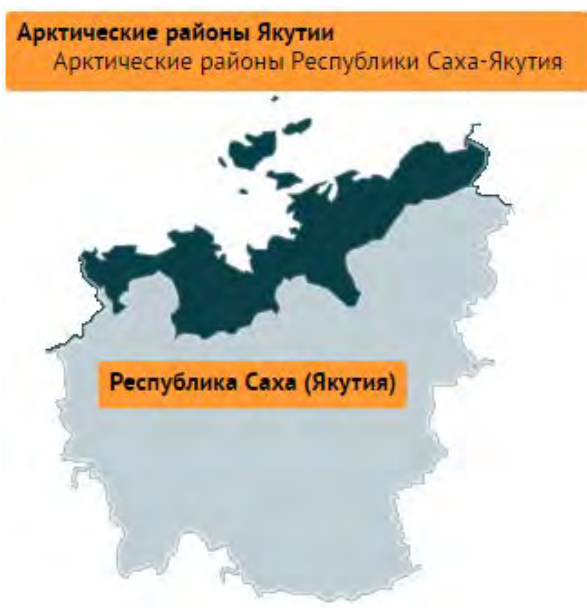 Арктические районы Якутии
Арктические районы Республики Саха-Якутия
Республика Саха (Якутия)